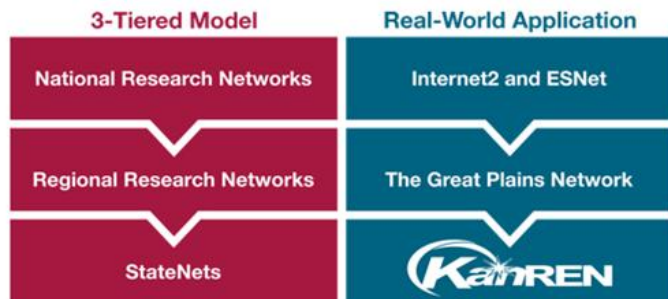 3-Tiered Model
National Research Networks
Regional Research Networks
StateNets
Real-World Application
Internet2 and ESNet
The Great Plains Network
KanREN